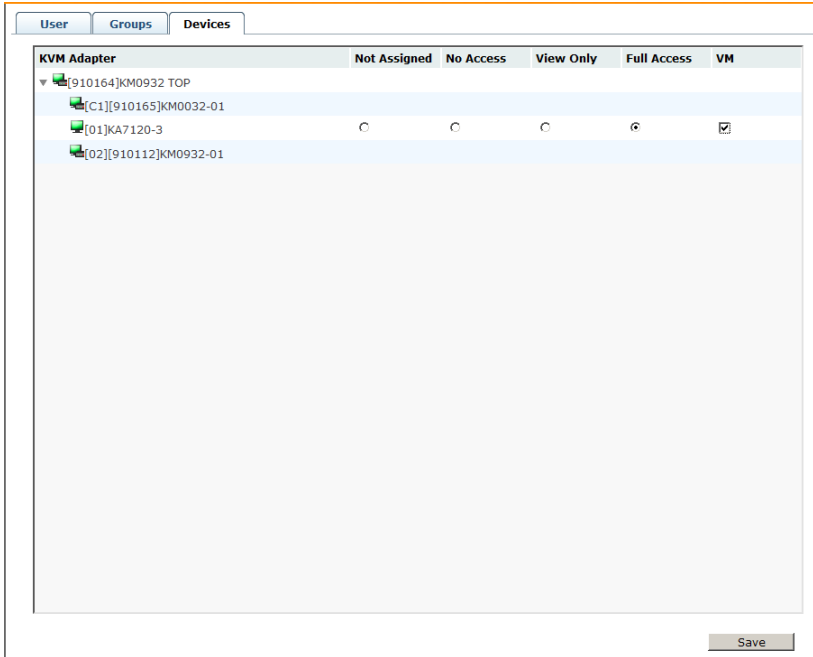 User Groups Devices
KVM Adapter Not Assigned No Access View Only Full Access VM
[910164]KM0932 TOP
[C1][910165]KM0032-01
[01]KA7120-3
[02][910112]KM0932-01
Save